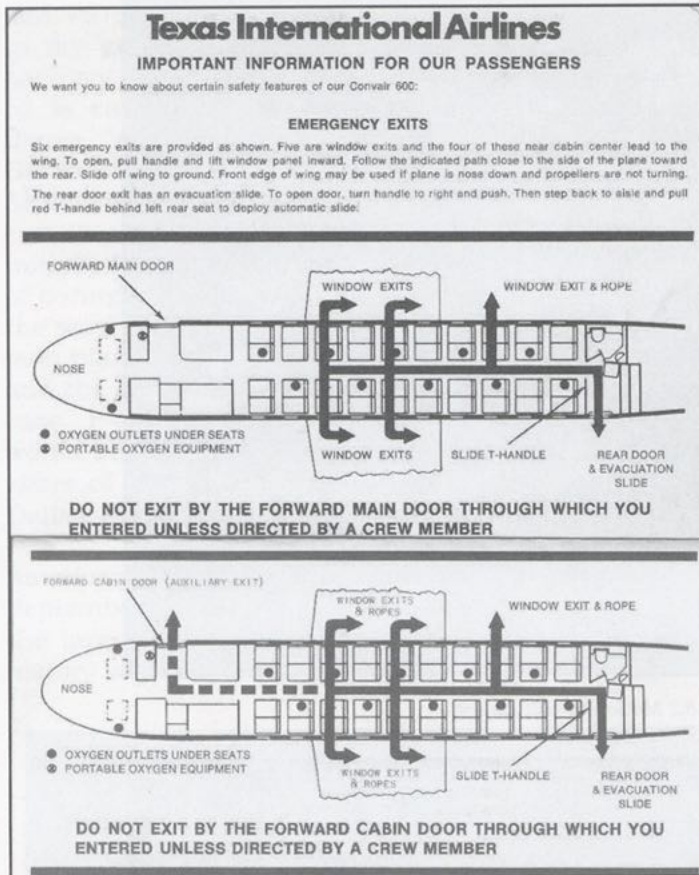 Texas International Airlines
IMPORTANT INFORMATION FOR OUR PASSENGERS
We want you to know about certain safety features of our Convair 600:
EMERGENCY EXITS
Six emergency exits are provided as shown. Five are window exits and the four of these near cabin center lead to the
wing. To open, pull handle and lift window panel inward. Follow the indicated path close to the side of the plane toward
the rear. Slide off wing to ground. Front edge of wing may be used if plane is nose down and propellers are not turning.
The rear door exit has an evacuation slide. To open door, turn handle to right and push. Then step back to aisle and pull
red T-handle behind left rear seat to deploy automatic slide.
FORWARD MAIN DOOR
WINDOW EXITS
WINDOW EXIT & ROPE
NOSE
OXYGEN OUTLETS UNDER SEATS
PORTABLE OXYGEN EQUIPMENT
WINDOW EXITS
SLIDE T-HANDLE
REAR DOOR
& EVACUATION
SLIDE
DO NOT EXIT BY THE FORWARD MAIN DOOR THROUGH WHICH YOU
ENTERED UNLESS DIRECTED BY A CREW MEMBER
FORWARD CABIN DOOR (AUXILIARY EXIT)
WINDOW EXITS
& ROPES
WINDOW EXIT & ROPE
NOSE
OXYGEN OUTLETS UNDER SEATS
PORTABLE OXYGEN EQUIPMENT
WINDOW EXITS
& ROPES
SLIDE T-HANDLE
REAR DOOR
& EVACUATION
SLIDE
DO NOT EXIT BY THE FORWARD CABIN DOOR THROUGH WHICH YOU
ENTERED UNLESS DIRECTED BY A CREW MEMBER